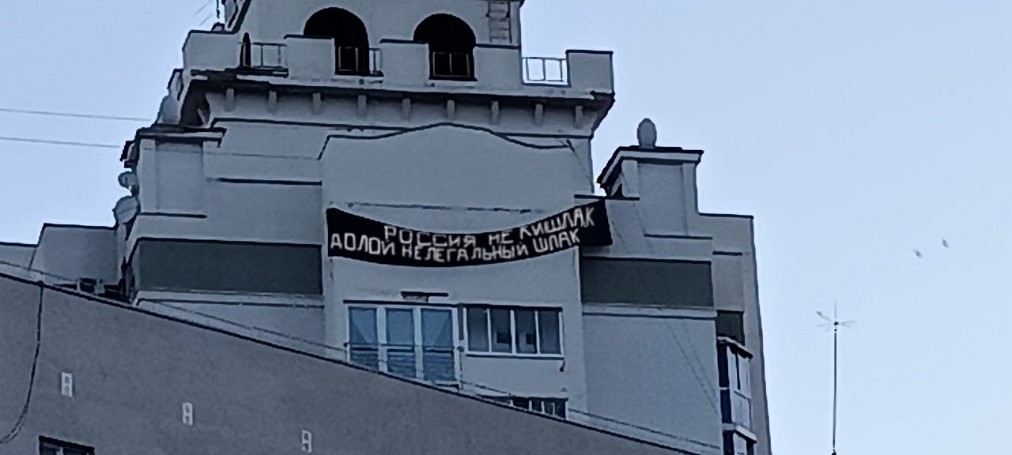 РОССИЯ НЕ КИШЛАК
ДОЛОЙ НЕЛЕГАЛЬНЫЙ ШЛАК